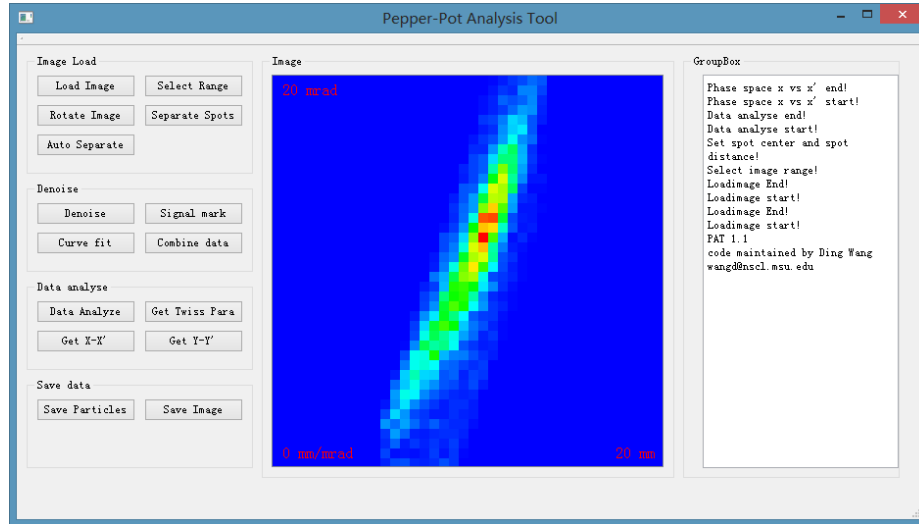 Pepper-Pot Analysis Tool
Image Load
Load Image
Select Range
Rotate Image
Separate Spots
Auto Separate
Denoise
Denoise
Signal mark
Curve fit
Combine data
Data analyse
Data Analyze
Get Twiss Para
Get X-X'
Get Y-Y'
Save data
Save Particles
Save Image
Image
20 mrad
0 mm/mrad
20 mm
GroupBox
Phase space x vs x' end!
Phase space x vs x' start!
Data analyse end!
Data analyse start!
Set spot center and spot
distance!
Select image range!
Loadimage End!
Loadimage start!
Loadimage End!
Loadimage start!
PAT 1.1
code maintained by Ding Wang
wangd@nscl.msu.edu